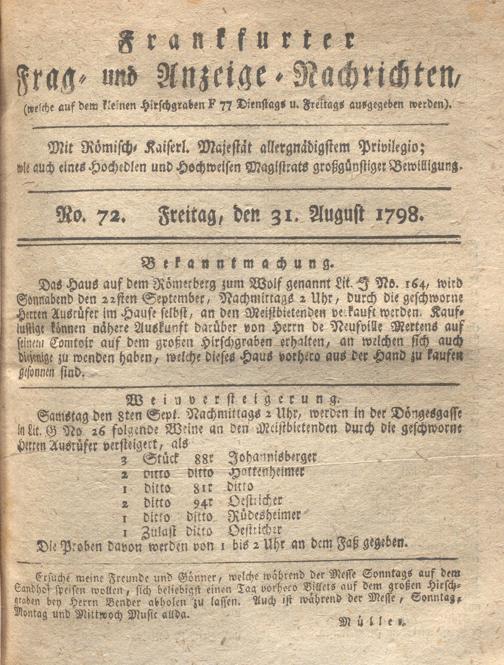 Frankfurter
Frag- und Anzeige-Nachrichten,
(welche auf dem kleinen Hirschgraben F 77 Dienstags u. Freitags ausgegeben werden).
Mit Römisch-Kaiserl. Majestät allergnädigstem Privilegio;
wie auch eines Hochedlen und Hochweisen Magistrats großgünstiger Bewilligung.
No. 72. Freitag, den 31. August 1798.
Bekanntmachung.
Das Haus auf dem Römerberg zum Wolf genannt Lit. J No. 164, wird
Sonnabend den 22sten September, Nachmittags 2 Uhr, durch die geschworne
Herren Ausrüfer im Hause selbst, an den Meistbietenden verkauft werden. Kauf-
lustige können nähere Auskunft darüber von Herrn de Neufville Mertens auf
seinem Comtoir auf dem großen Hirschgraben erhalten, an welchen sich auch
diejenige zu wenden haben, welche dieses Haus vorhero aus der Hand zu kaufen
gesonnen sind.
Weinversteigerung.
Samstag den 8ten Sept. Nachmittags 2 Uhr, werden in der Döngesgasse
in Lit. G No. 26 folgende Weine an den Meistbietenden durch die geschworne
Herren Ausrüfer versteigert, als
3 Stück 88r Johannisberger
2 ditto ditto Hattenheimer
1 ditto 81r ditto
2 ditto 94r Oestricher
1 ditto ditto Rüdesheimer
1 Zulast ditto Oestricher
Die Proben davon werden von 1 bis 2 Uhr an dem Faß gegeben.
Ersuche meine Freunde und Gönner, welche während der Messe Sonntags auf dem
Sandhof speisen wollen, sich beliebigst einen Tag vorhero Billets auf dem großen Hirsch-
graben bey Herrn Bender abholen zu lassen. Auch ist während der Messe, Sonntag,
Montag und Mittwoch Music allda.
Müller.